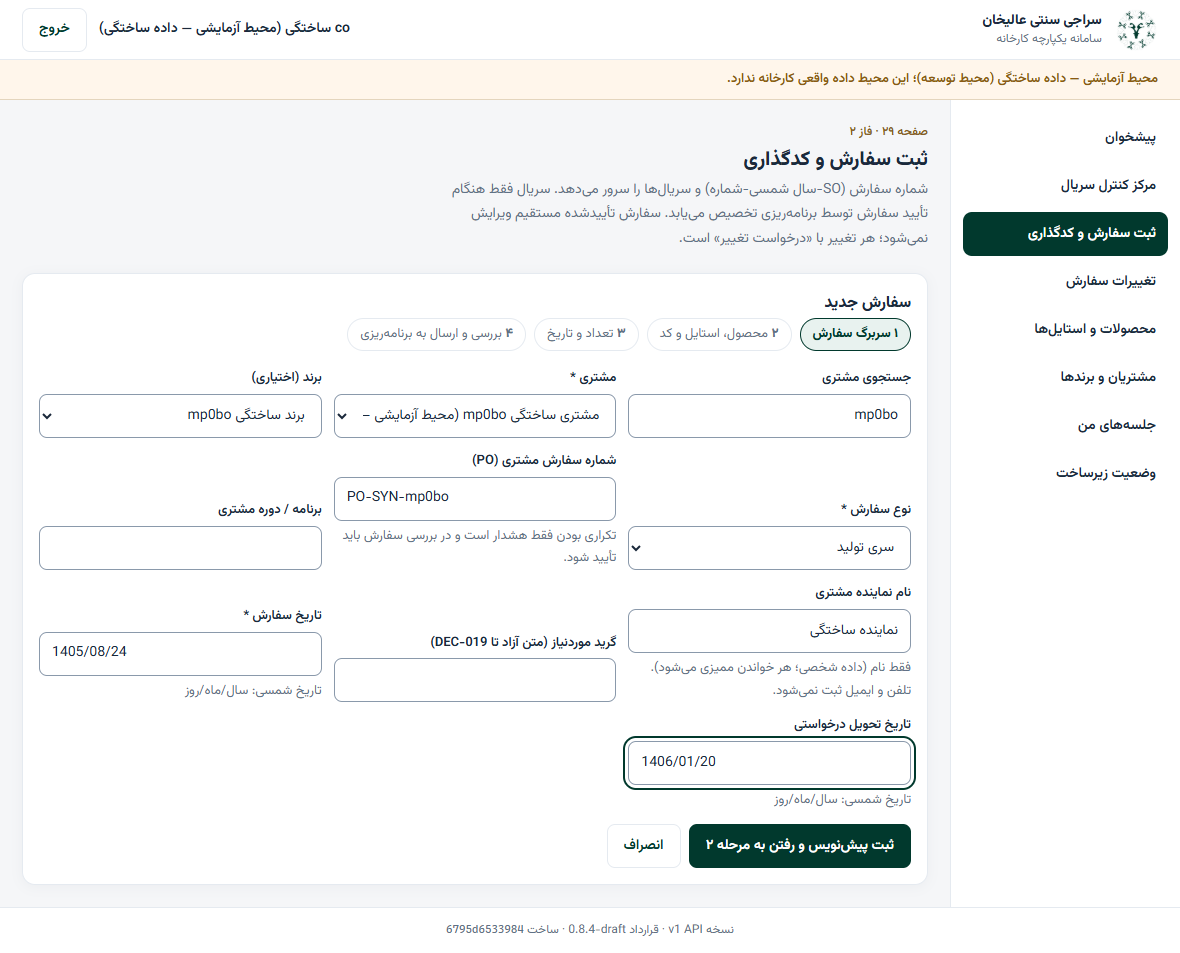 سراجی سنتی عالیخان
سامانه یکپارچه کارخانه
co ساختگی (محیط آزمایشی — داده ساختگی)
خروج
محیط آزمایشی — داده ساختگی (محیط توسعه)؛ این محیط داده واقعی کارخانه ندارد.
پیشخوان
مرکز کنترل سریال
ثبت سفارش و کدگذاری
تغییرات سفارش
محصولات و استایل‌ها
مشتریان و برندها
جلسه‌های من
وضعیت زیرساخت
صفحه ۲۹ · فاز ۲
ثبت سفارش و کدگذاری
شماره سفارش (SO-سال شمسی-شماره) و سریال‌ها را سرور می‌دهد. سریال فقط هنگام
تأیید سفارش توسط برنامه‌ریزی تخصیص می‌یابد. سفارش تأییدشده مستقیم ویرایش
نمی‌شود؛ هر تغییر با «درخواست تغییر» است.
سفارش جدید
۱ سربرگ سفارش
۲ محصول، استایل و کد
۳ تعداد و تاریخ
۴ بررسی و ارسال به برنامه‌ریزی
جستجوی مشتری
mp0bo
مشتری *
مشتری ساختگی mp0bo (محیط آزمایشی –
برند (اختیاری)
برند ساختگی mp0bo
نوع سفارش *
سری تولید
شماره سفارش مشتری (PO)
PO-SYN-mp0bo
تکراری بودن فقط هشدار است و در بررسی سفارش باید
تأیید شود.
برنامه / دوره مشتری
نام نماینده مشتری
نماینده ساختگی
فقط نام (داده شخصی؛ هر خواندن ممیزی می‌شود).
تلفن و ایمیل ثبت نمی‌شود.
گرید موردنیاز (متن آزاد تا DEC-019)
تاریخ سفارش *
1405/08/24
تاریخ شمسی: سال/ماه/روز
تاریخ تحویل درخواستی
1406/01/20
تاریخ شمسی: سال/ماه/روز
ثبت پیش‌نویس و رفتن به مرحله ۲
انصراف
نسخه API v1 · قرارداد 0.8.4-draft · ساخت 6795d6533984